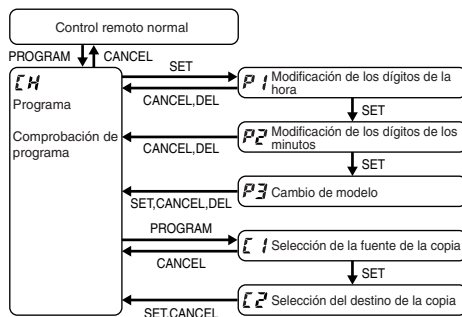 Control remoto normal
PROGRAM
CANCEL
SET
CH
Programa
Comprobación de
programa
P1 Modificación de los dígitos de la
hora
CANCEL,DEL
SET
P2 Modificación de los dígitos de los
minutos
CANCEL,DEL
SET
P3 Cambio de modelo
SET,CANCEL,DEL
PROGRAM
C1 Selección de la fuente de la copia
CANCEL
SET
C2 Selección del destino de la copia
SET,CANCEL